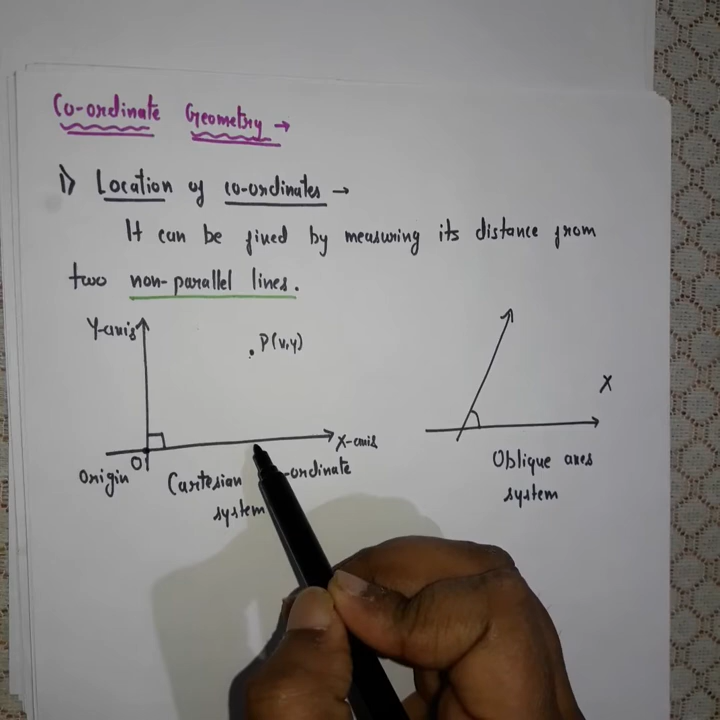 Co-ordinate Geometry →
1) Location of co-ordinates →
It can be fixed by measuring its distance from
two non-parallel lines.
Y-axis
P(x,y)
X
X-axis
O
Origin
Cartesian -ordinate
system
Oblique axes
system